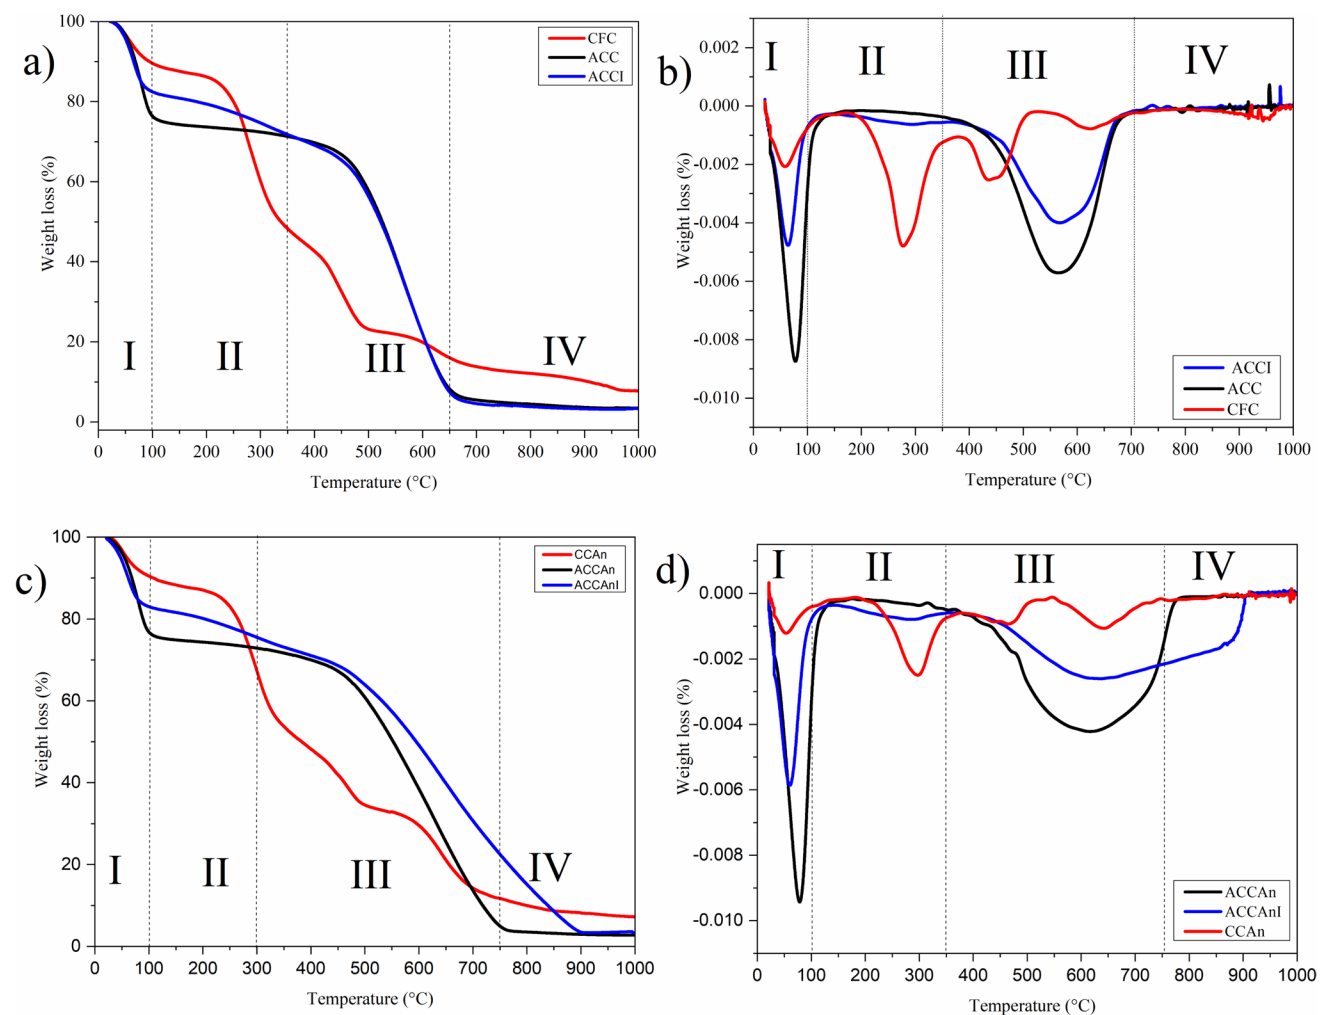 a)
CFC
ACC
ACCI
I
II
III
IV
Weight loss (%)
100
80
60
40
20
0
0 100 200 300 400 500 600 700 800 900 1000
Temperature (°C)
b)
I
II
III
IV
Weight loss (%)
0.002
0.000
-0.002
-0.004
-0.006
-0.008
-0.010
ACCI
ACC
CFC
0 100 200 300 400 500 600 700 800 900 1000
Temperature (°C)
c)
CCAn
ACCAn
ACCAnI
I
II
III
IV
Weight loss (%)
100
80
60
40
20
0
0 100 200 300 400 500 600 700 800 900 1000
Temperature (°C)
d)
I
II
III
IV
Weight loss (%)
0.000
-0.002
-0.004
-0.006
-0.008
-0.010
ACCAn
ACCAnI
CCAn
0 100 200 300 400 500 600 700 800 900 1000
Temperature (°C)